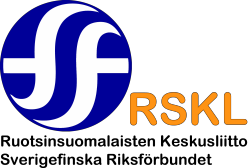 RSKL
Ruotsinsuomalaisten Keskusliitto
Sverigefinska Riksförbundet